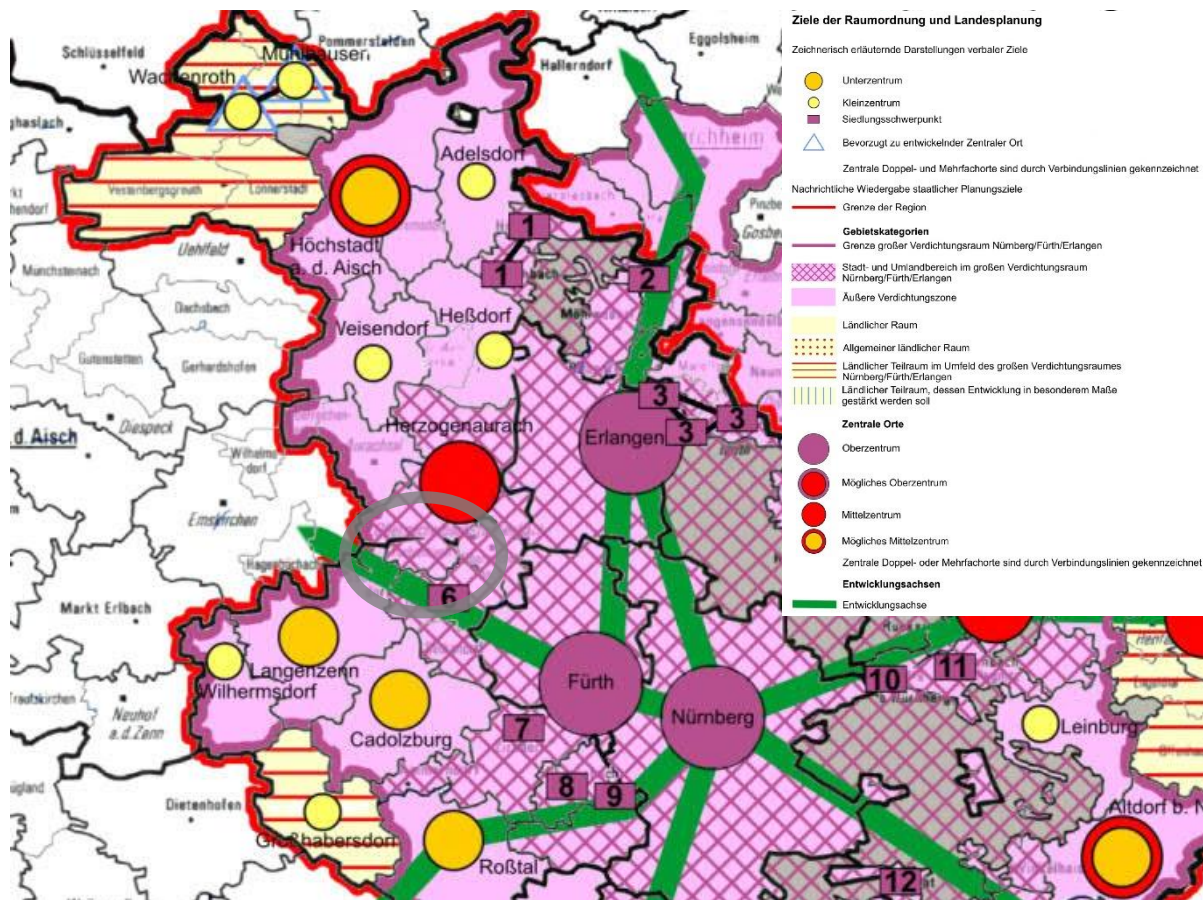 Schlüsselfeld
Pommersfelden
Eggolsheim
Hallerndorf
Mühlhausen
Wachenroth
Adelsdorf
Vestenbergsgreuth
Lonnerstadt
Höchstadt
a. d. Aisch
Uehlfeld
Münchsteinach
Dachsbach
Gutenstetten
Gerhardshofen
Weisendorf
Heßdorf
1
1
2
3
3
3
Diespeck
d. Aisch
Wilhelms
dorf
Herzogenaurach
Erlangen
Emskirchen
Hagenbüchach
6
Markt Erlbach
Langenzenn
Wilhermsdorf
Neuhof
a.d. Zenn
Cadolzburg
Fürth
Nürnberg
7
8
9
10
11
12
Leinburg
Dietenhofen
Großhabersdorf
Roßtal
Altdorf b. N
Ziele der Raumordnung und Landesplanung
Zeichnerisch erläuternde Darstellungen verbaler Ziele
Unterzentrum
Kleinzentrum
Siedlungsschwerpunkt
Bevorzugt zu entwickelnder Zentraler Ort
Zentrale Doppel- und Mehrfachorte sind durch Verbindungslinien gekennzeichnet
Nachrichtliche Wiedergabe staatlicher Planungsziele
Grenze der Region
Gebietskategorien
Grenze großer Verdichtungsraum Nürnberg/Fürth/Erlangen
Stadt- und Umlandbereich im großen Verdichtungsraum
Nürnberg/Fürth/Erlangen
Äußere Verdichtungszone
Ländlicher Raum
Allgemeiner ländlicher Raum
Ländlicher Teilraum im Umfeld des großen Verdichtungsraumes
Nürnberg/Fürth/Erlangen
Ländlicher Teilraum, dessen Entwicklung in besonderem Maße
gestärkt werden soll
Zentrale Orte
Oberzentrum
Mögliches Oberzentrum
Mittelzentrum
Mögliches Mittelzentrum
Zentrale Doppel- oder Mehrfachorte sind durch Verbindungslinien gekennzeichnet
Entwicklungsachsen
Entwicklungsachse